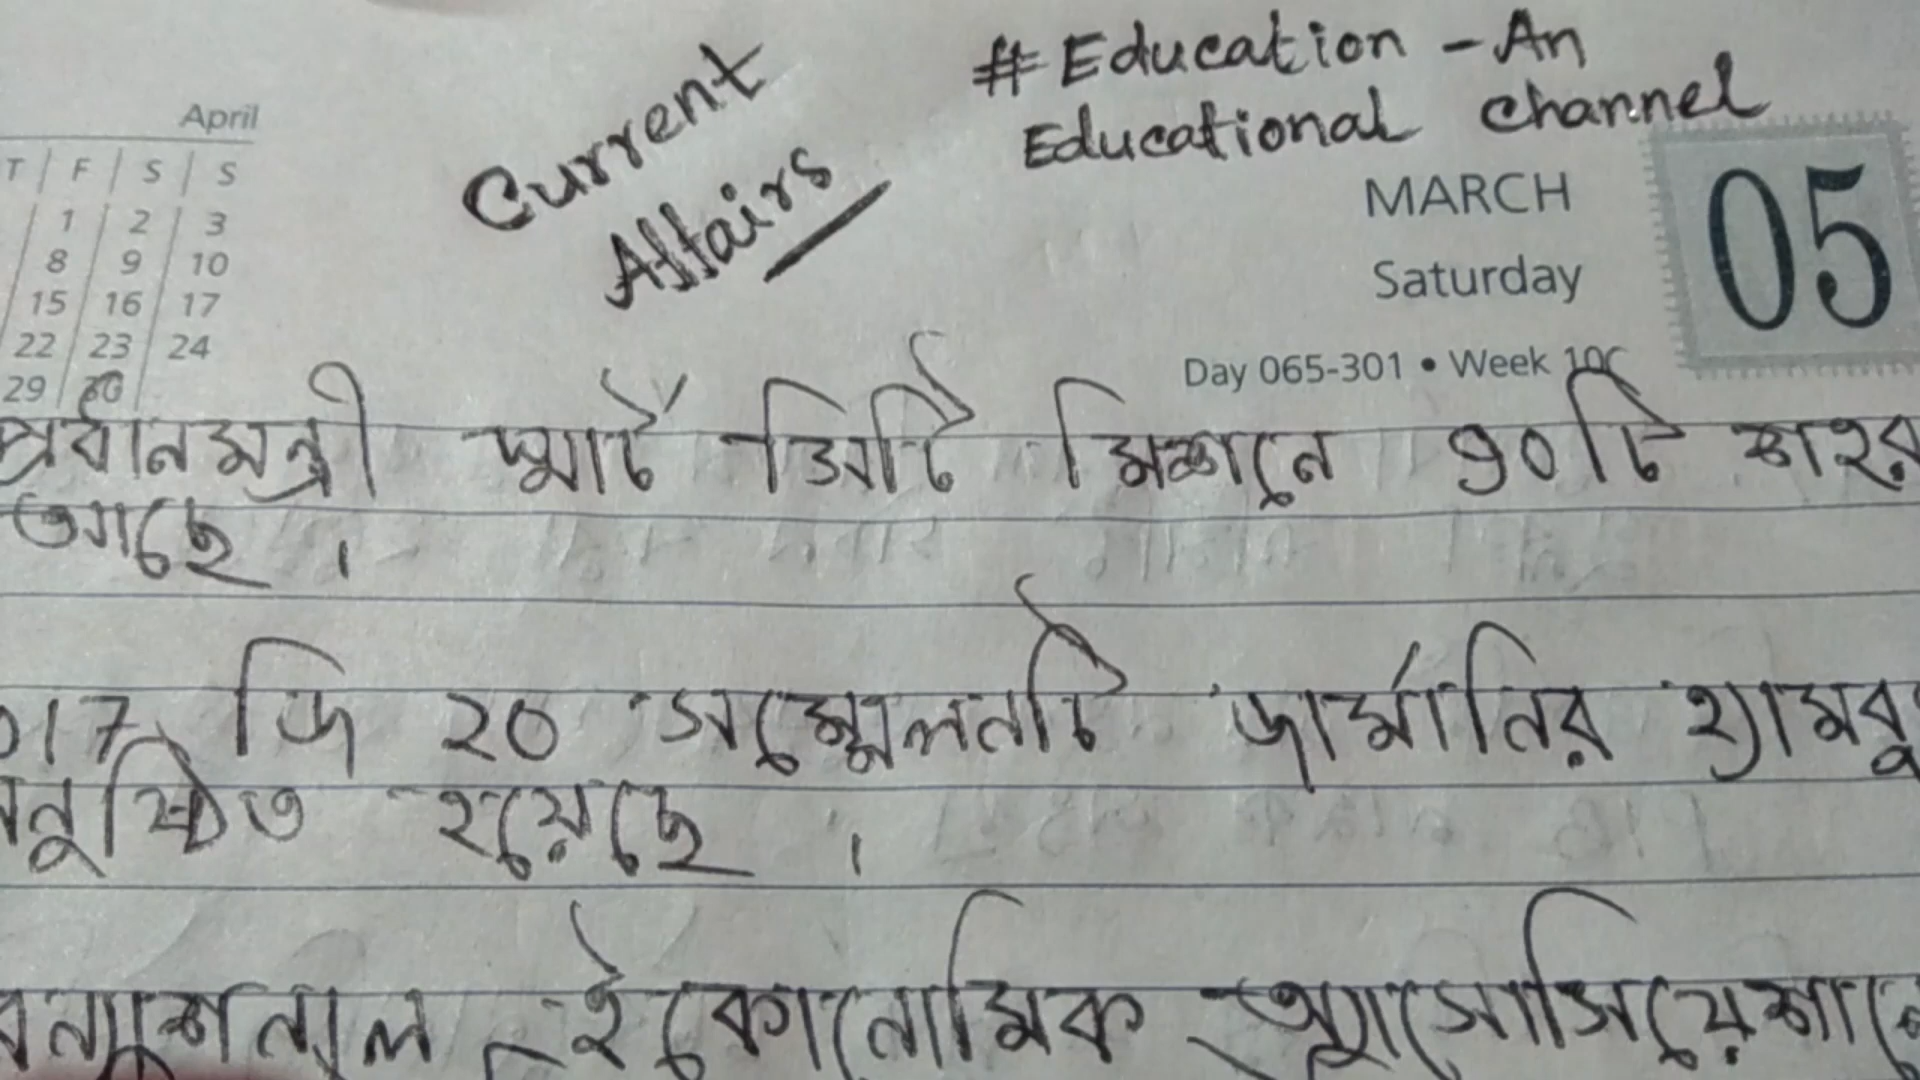 # Education - An
Educational channel
Current
Affairs
April
T F S S
1 2 3
8 9 10
15 16 17
22 23 24
29 30
MARCH
05
Saturday
Day 065-301 • Week 10
প্রধানমন্ত্রী স্মার্ট সিটি মিশনে ৯০টি শহর
আছে ।
017 জি 20 সম্মেলনটি জার্মানির হ্যামবু
নুষ্ঠিত হয়েছে ।
ন্যাশনাল ইকোনোমিক অ্যাসোসিয়েশানে